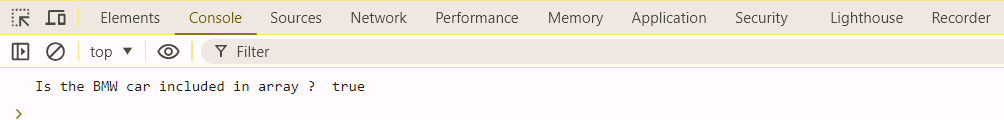 Elements Console Sources Network Performance Memory Application Security Lighthouse Recorder
top Filter
Is the BMW car included in array ?  true